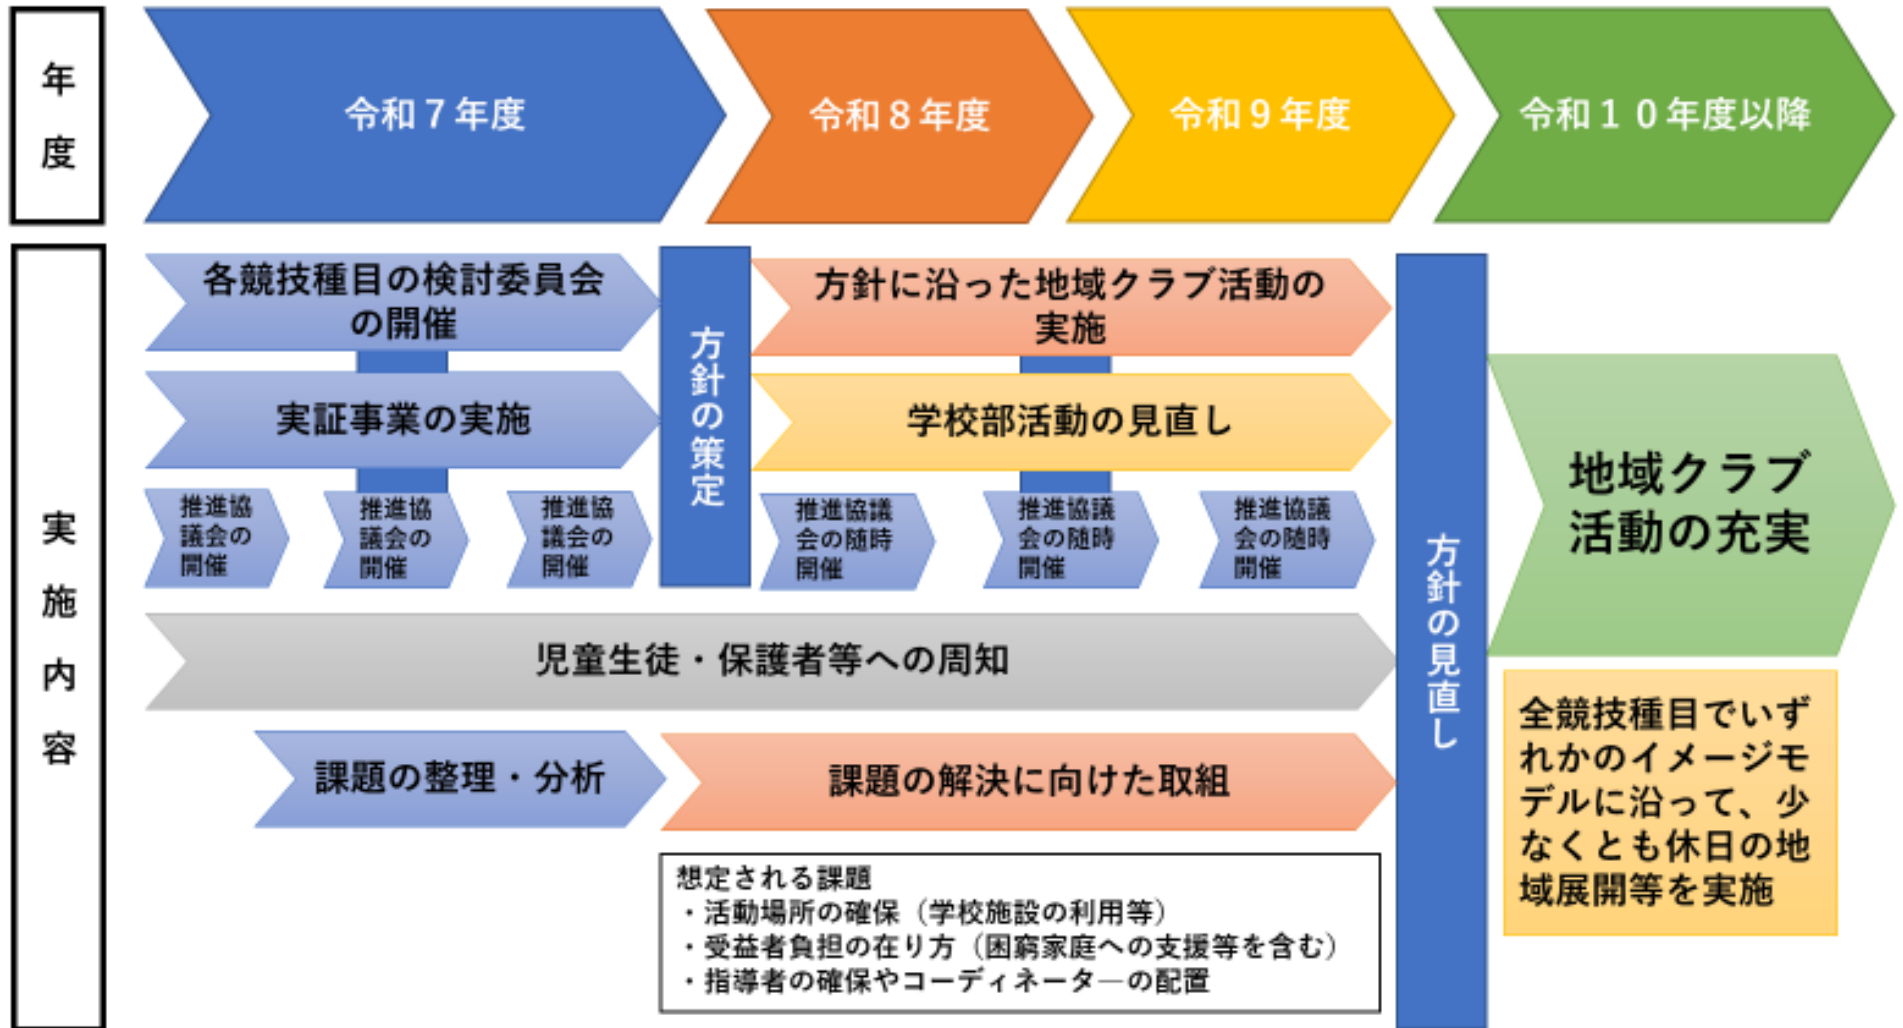 年度
令和７年度
令和８年度
令和９年度
令和１０年度以降
実施内容
各競技種目の検討委員会
の開催
実証事業の実施
推進協
議会の
開催
推進協
議会の
開催
推進協
議会の
開催
方針の策定
方針に沿った地域クラブ活動の
実施
学校部活動の見直し
推進協議
会の随時
開催
推進協議
会の随時
開催
推進協議
会の随時
開催
児童生徒・保護者等への周知
課題の整理・分析
課題の解決に向けた取組
想定される課題
・活動場所の確保（学校施設の利用等）
・受益者負担の在り方（困窮家庭への支援等を含む）
・指導者の確保やコーディネータ―の配置
方針の見直し
地域クラブ
活動の充実
全競技種目でいず
れかのイメージモ
デルに沿って、少
なくとも休日の地
域展開等を実施